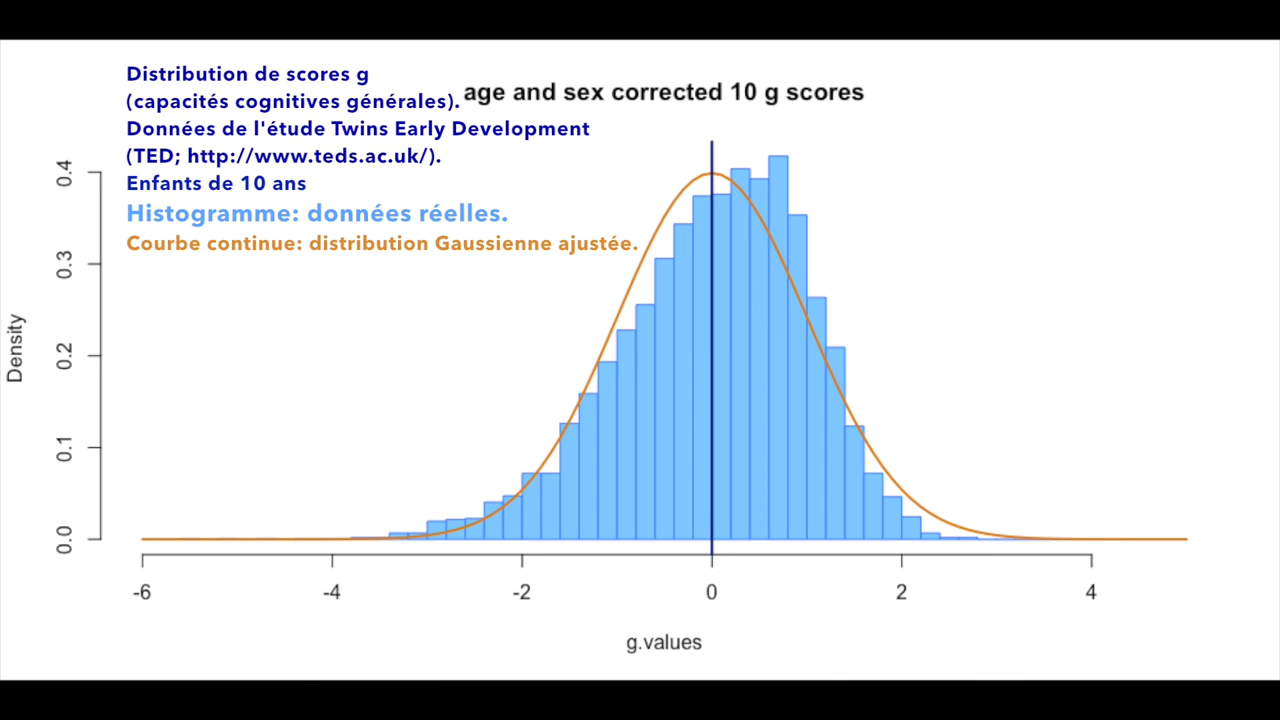 Distribution de scores g
(capacités cognitives générales).
age and sex corrected 10 g scores
Données de l'étude Twins Early Development
(TED; http://www.teds.ac.uk/).
Enfants de 10 ans
Histogramme: données réelles.
Courbe continue: distribution Gaussienne ajustée.
Density
0.4
0.3
0.2
0.1
0.0
-6 -4 -2 0 2 4
g.values